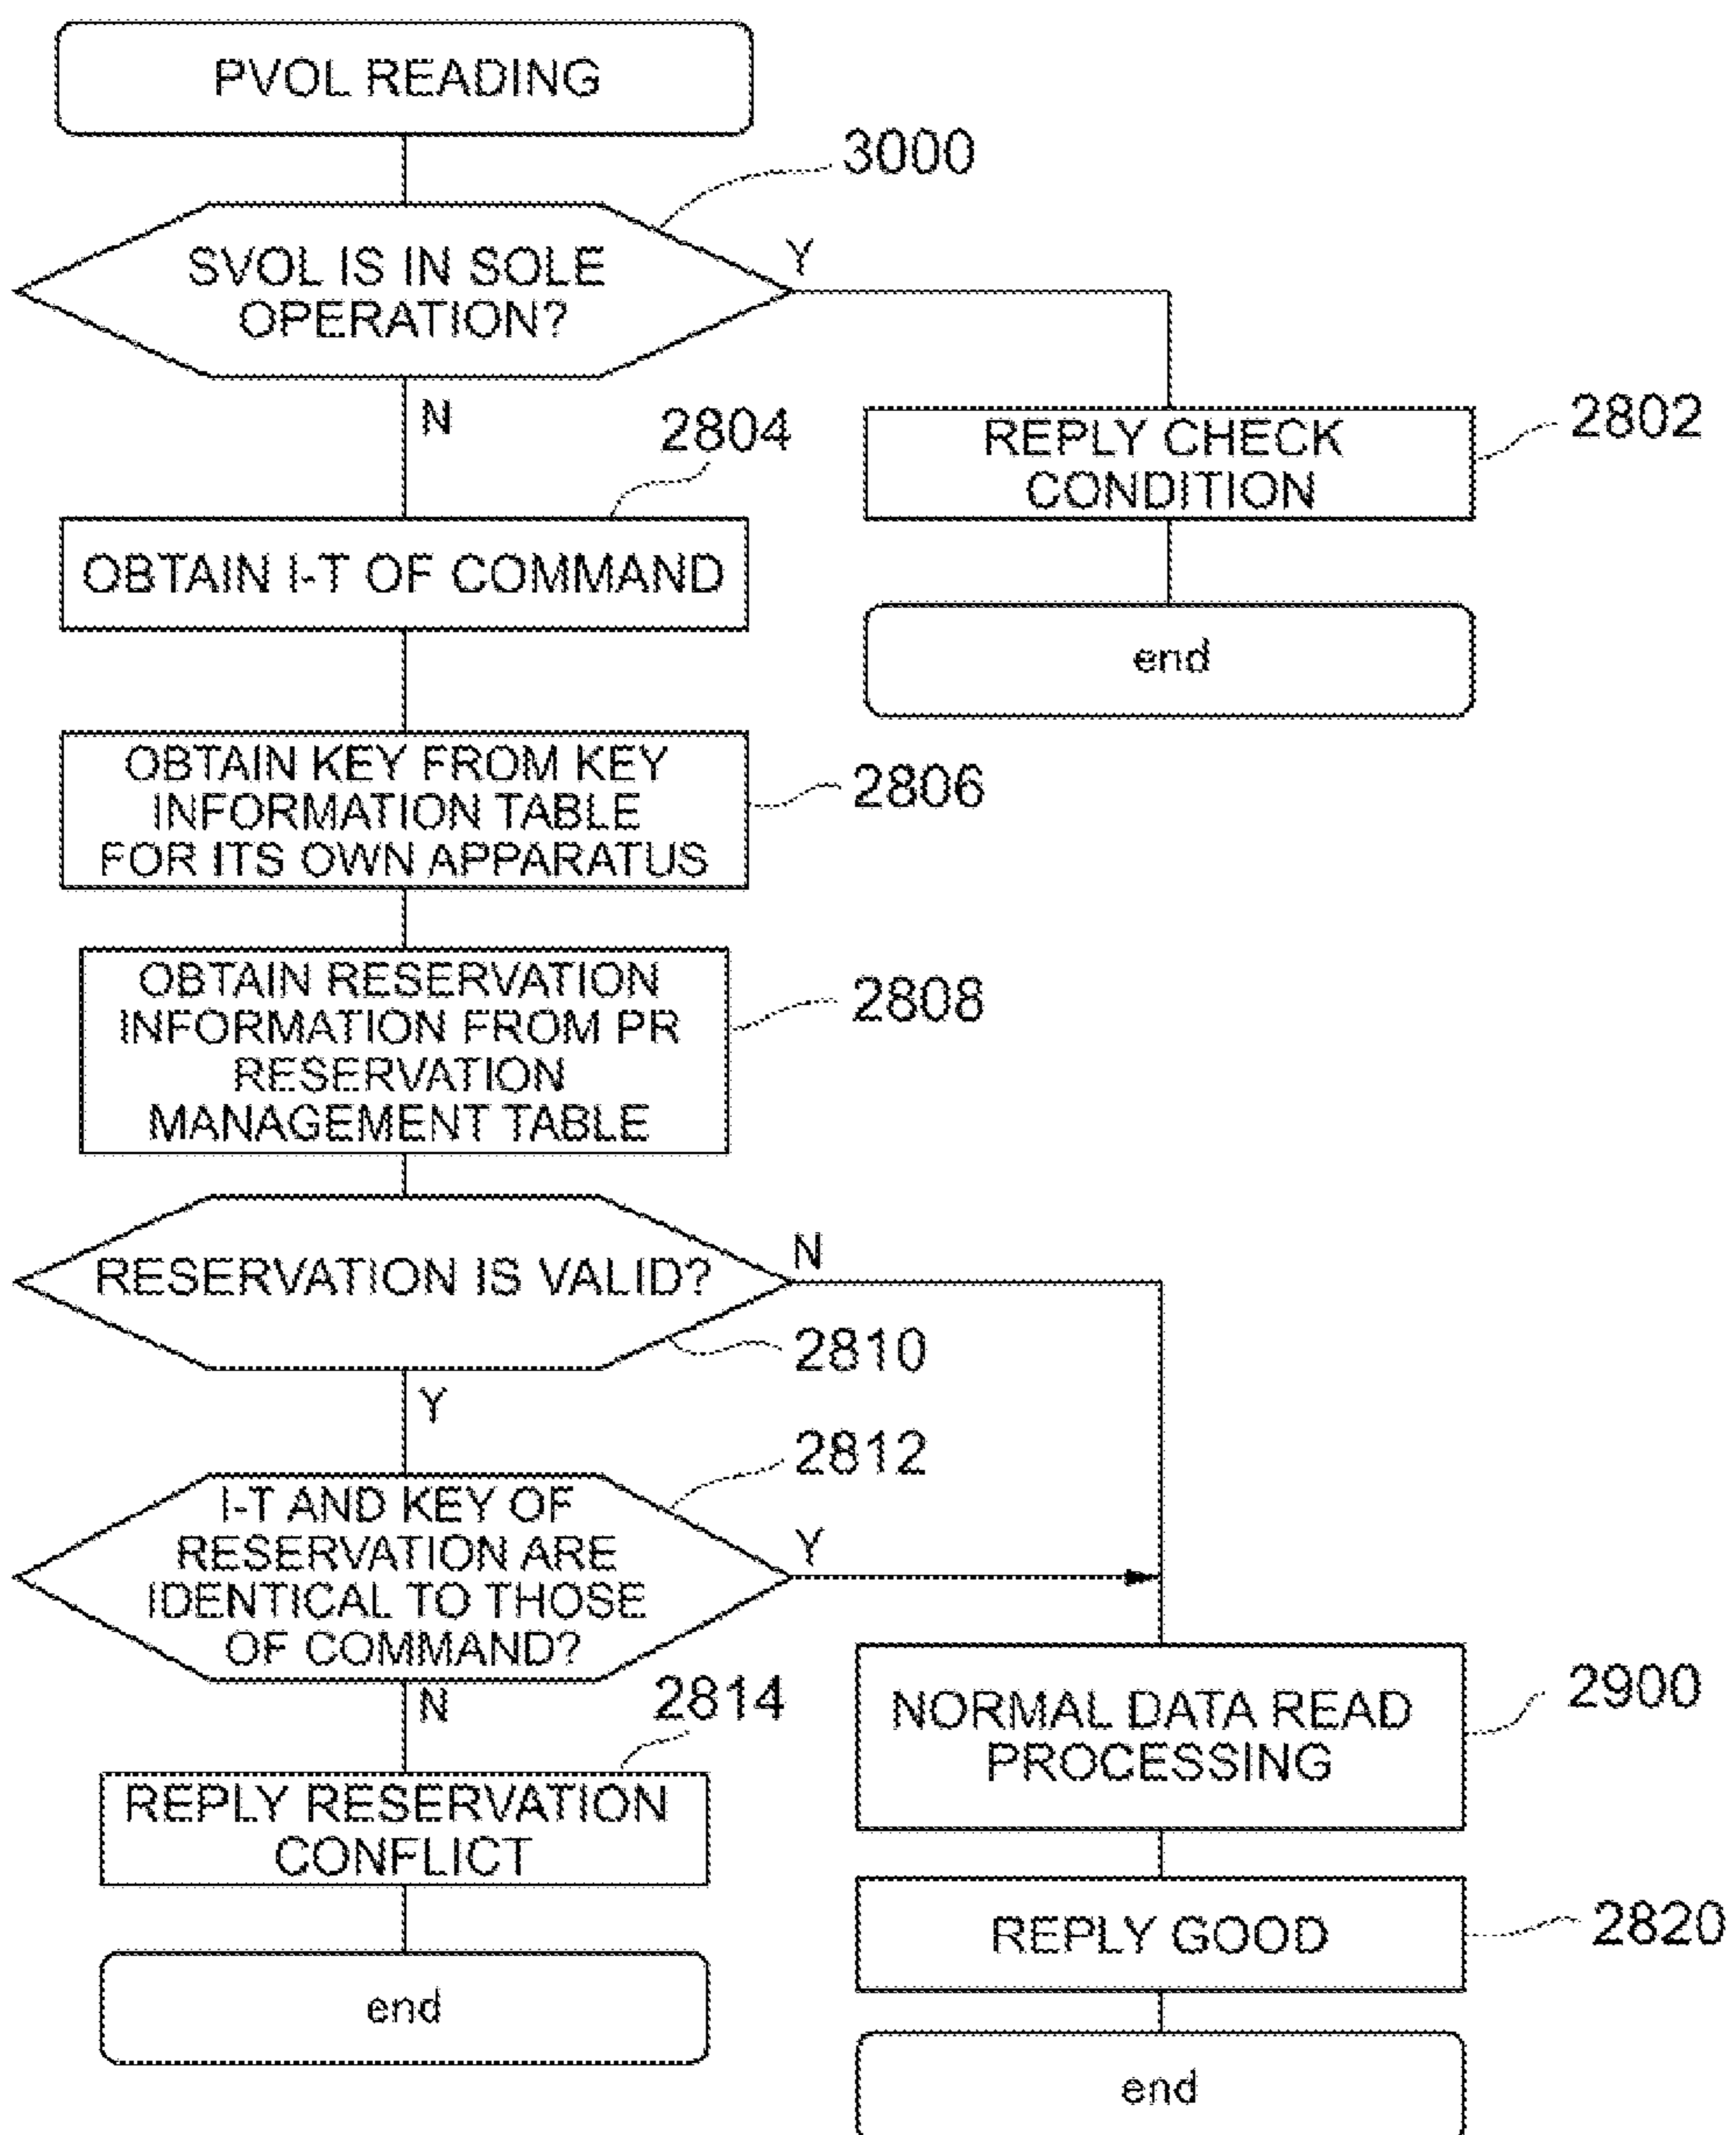 PVOL READING
3000
SVOL IS IN SOLE
OPERATION?
Y
N
2804
REPLY CHECK
CONDITION
2802
OBTAIN I-T OF COMMAND
end
OBTAIN KEY FROM KEY
INFORMATION TABLE
FOR ITS OWN APPARATUS
2806
OBTAIN RESERVATION
INFORMATION FROM PR
RESERVATION
MANAGEMENT TABLE
2808
RESERVATION IS VALID?
N
2810
Y
2812
I-T AND KEY OF
RESERVATION ARE
IDENTICAL TO THOSE
OF COMMAND?
Y
N
2814
REPLY RESERVATION
CONFLICT
end
NORMAL DATA READ
PROCESSING
2900
REPLY GOOD
2820
end